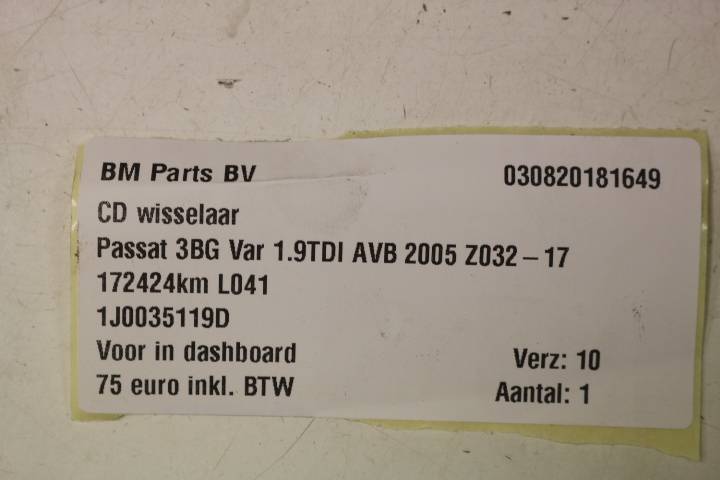 BM Parts BV 030820181649
CD wisselaar
Passat 3BG Var 1.9TDI AVB 2005 Z032-17
172424km L041
1J0035119D
Voor in dashboard Verz: 10
75 euro inkl. BTW Aantal: 1